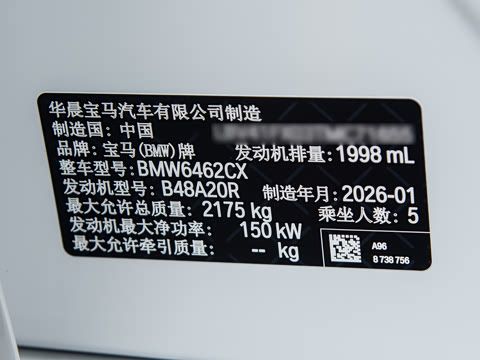 华晨宝马汽车有限公司制造
制造国: 中国
品牌: 宝马(BMW)牌 发动机排量: 1998 mL
整车型号: BMW6462CX
发动机型号: B48A20R 制造年月: 2026-01
最大允许总质量: 2175 kg 乘坐人数: 5
发动机最大净功率: 150 kW
最大允许牵引质量: -- kg
A96
8 738 756